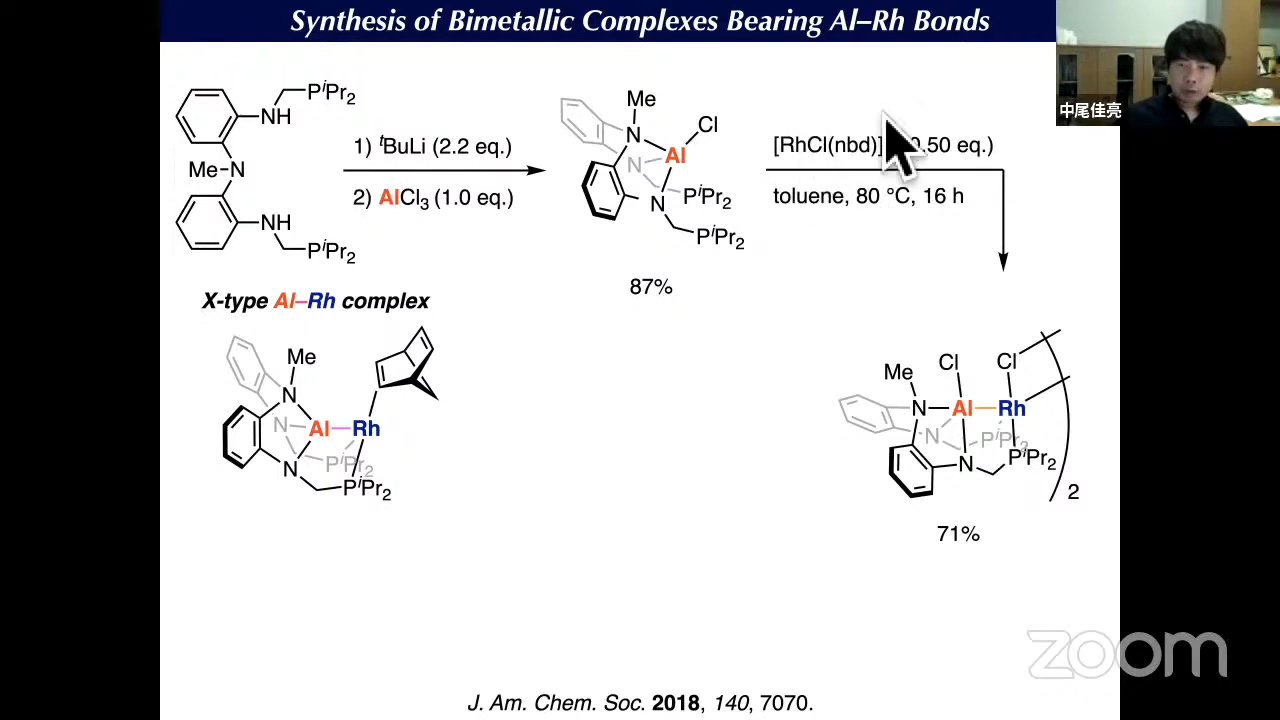 Synthesis of Bimetallic Complexes Bearing Al–Rh Bonds
中尾佳亮
PⁱPr₂
NH
Me
N
NH
PⁱPr₂
1) ᵗBuLi (2.2 eq.)
2) AlCl₃ (1.0 eq.)
Me
N
Cl
Al
N
N
PⁱPr₂
PⁱPr₂
87%
[RhCl(nbd)] .50 eq.)
toluene, 80 °C, 16 h
X-type Al–Rh complex
Me
N
N
Al
Rh
N
PⁱPr₂
PⁱPr₂
Me
Cl
Cl
N
Al
Rh
N
PⁱPr₂
N
PⁱPr₂
2
71%
zoom
J. Am. Chem. Soc. 2018, 140, 7070.